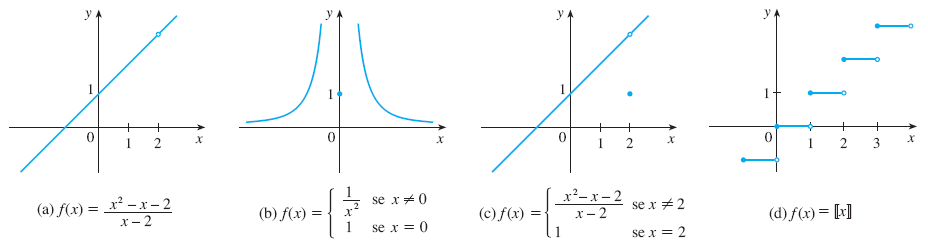 y
1
0
1
2
x
(a) f(x) = x² – x – 2 / x – 2
y
1
0
x
(b) f(x) = { 1/x² se x ≠ 0
1 se x = 0
y
1
0
1
2
x
(c) f(x) = { x² – x – 2 / x – 2 se x ≠ 2
1 se x = 2
y
1
0
1
2
3
x
(d) f(x) = ⟦x⟧